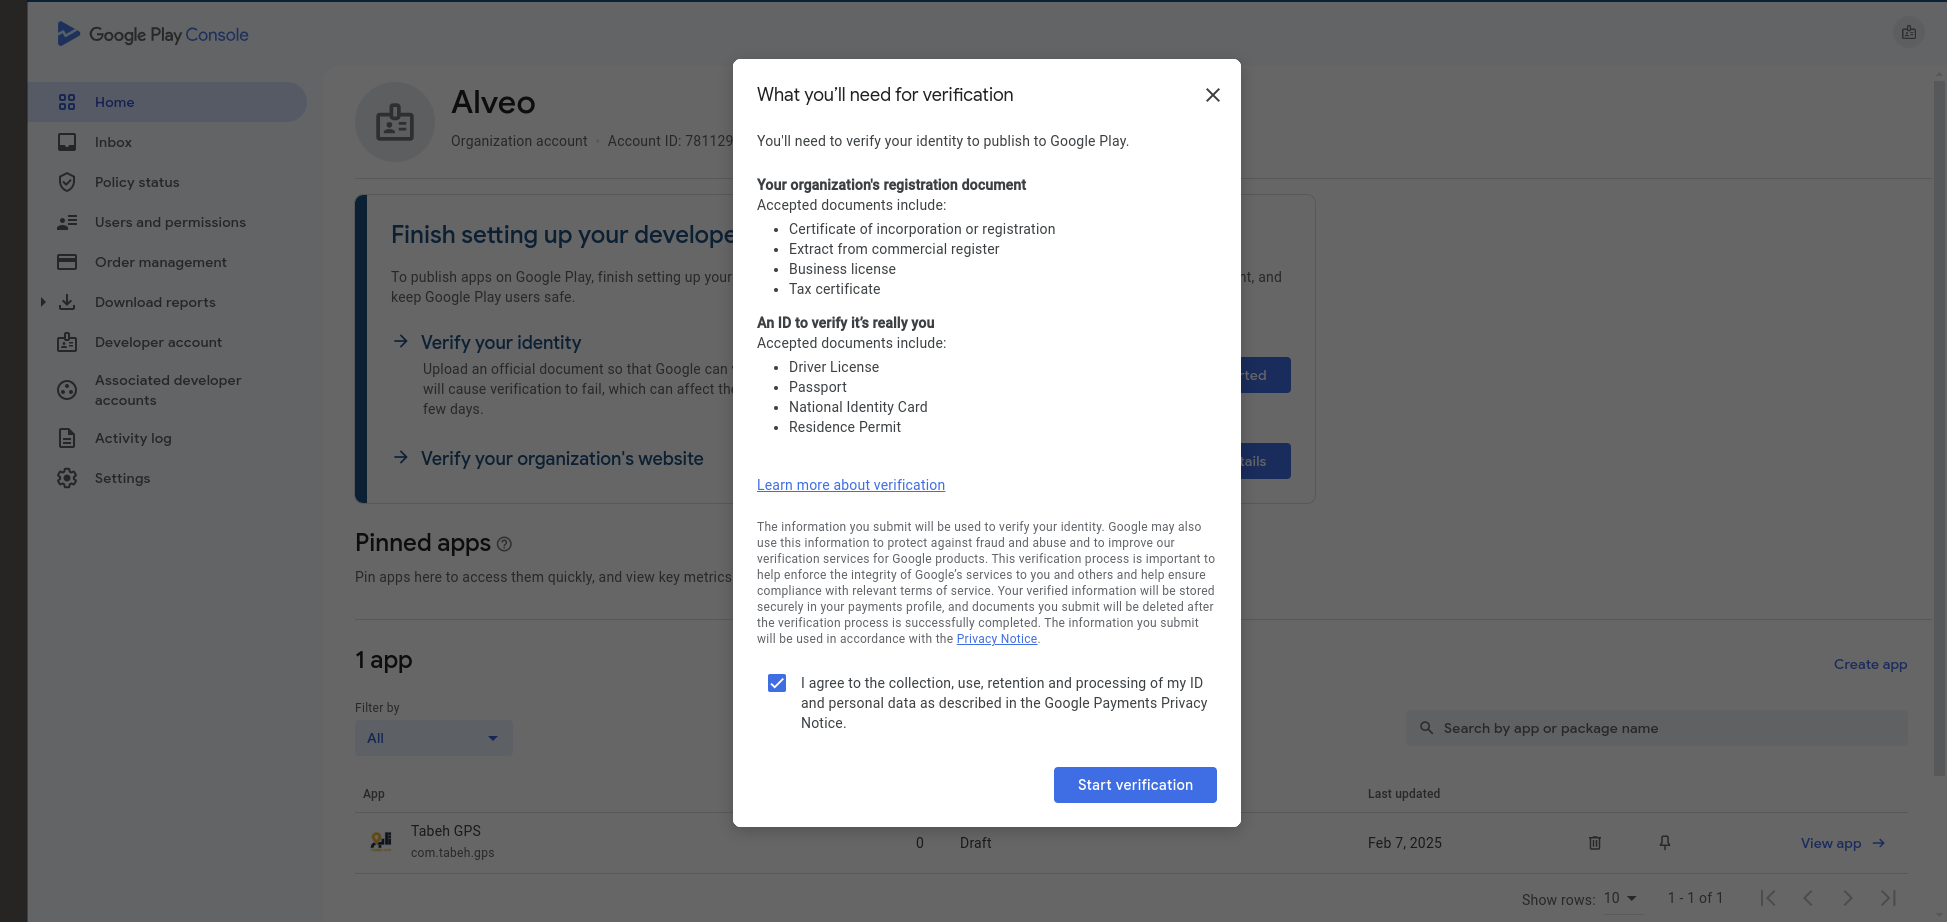 Google Play Console
Home
Inbox
Policy status
Users and permissions
Order management
Download reports
Developer account
Associated developer
accounts
Activity log
Settings
Alveo
Organization account · Account ID: 781129
Finish setting up your develope
To publish apps on Google Play, finish setting up your
nt, and
keep Google Play users safe.
Verify your identity
Upload an official document so that Google can
will cause verification to fail, which can affect the
few days.
rted
Verify your organization's website
tails
Pinned apps
Pin apps here to access them quickly, and view key metrics
1 app
Create app
Filter by
All
Search by app or package name
App
Last updated
Tabeh GPS
com.tabeh.gps
0
Draft
Feb 7, 2025
View app
Show rows: 10
1 - 1 of 1
What you'll need for verification
You'll need to verify your identity to publish to Google Play.
Your organization's registration document
Accepted documents include:
• Certificate of incorporation or registration
• Extract from commercial register
• Business license
• Tax certificate
An ID to verify it's really you
Accepted documents include:
• Driver License
• Passport
• National Identity Card
• Residence Permit
Learn more about verification
The information you submit will be used to verify your identity. Google may also
use this information to protect against fraud and abuse and to improve our
verification services for Google products. This verification process is important to
help enforce the integrity of Google's services to you and others and help ensure
compliance with relevant terms of service. Your verified information will be stored
securely in your payments profile, and documents you submit will be deleted after
the verification process is successfully completed. The information you submit
will be used in accordance with the Privacy Notice.
I agree to the collection, use, retention and processing of my ID
and personal data as described in the Google Payments Privacy
Notice.
Start verification